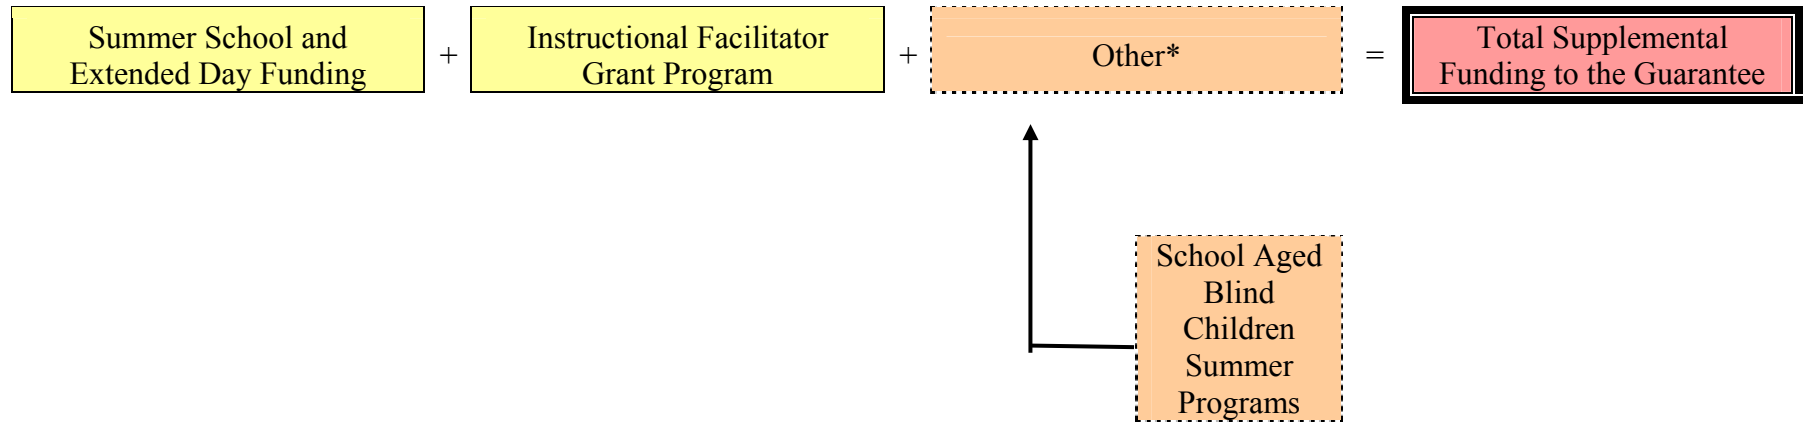 Summer School and
Extended Day Funding
+
Instructional Facilitator
Grant Program
+
Other*
=
Total Supplemental
Funding to the Guarantee
School Aged
Blind
Children
Summer
Programs